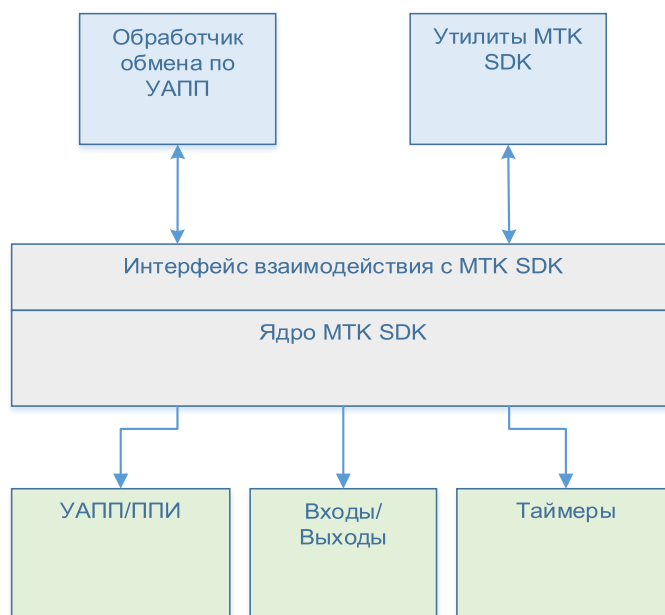 Обработчик
обмена по
УАПП
Утилиты МТК
SDK
Интерфейс взаимодействия с МТК SDK
Ядро МТК SDK
УАПП/ППИ
Входы/
Выходы
Таймеры